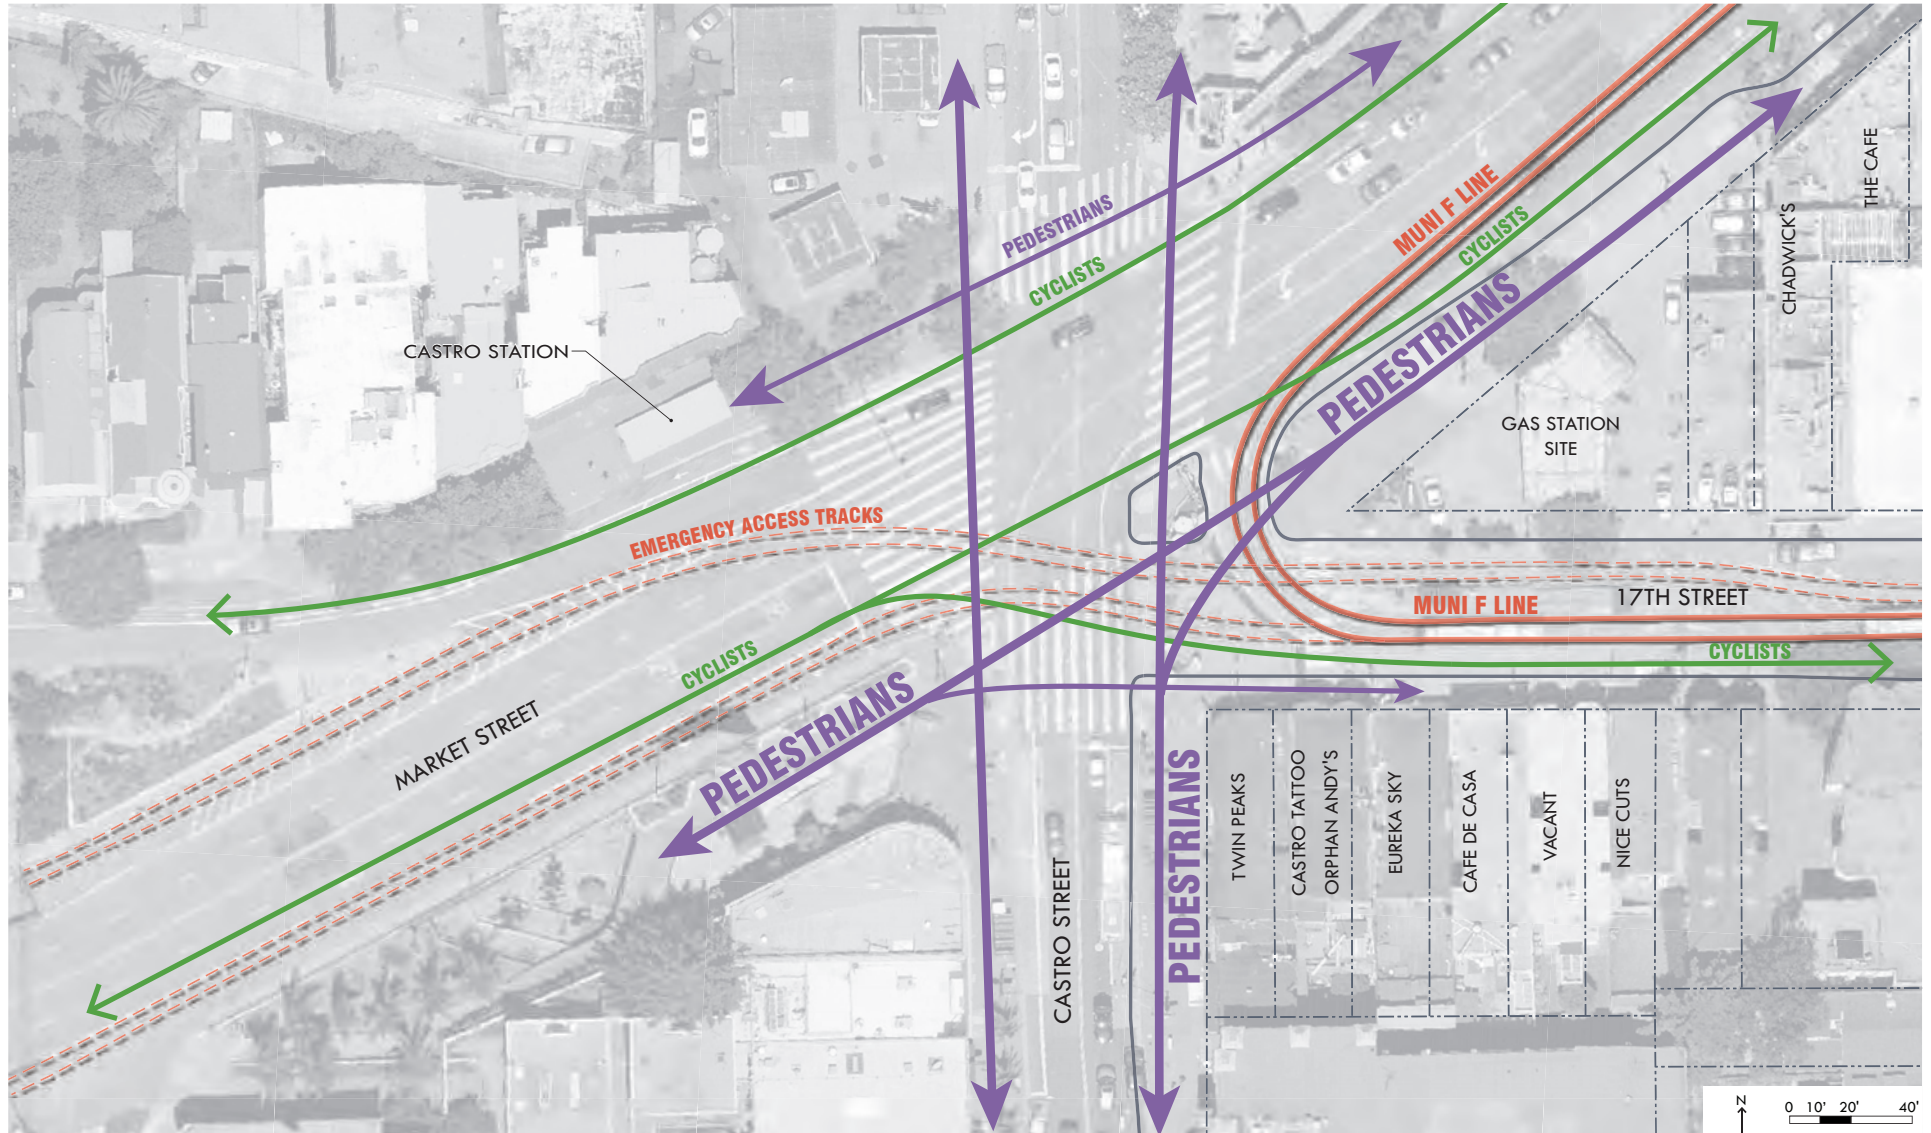 THE CAFE
PEDESTRIANS
MUNI F LINE
CYCLISTS
CHADWICK'S
CYCLISTS
PEDESTRIANS
CASTRO STATION
GAS STATION
SITE
EMERGENCY ACCESS TRACKS
MUNI F LINE
17TH STREET
CYCLISTS
CYCLISTS
MARKET STREET
PEDESTRIANS
PEDESTRIANS
CASTRO STREET
TWIN PEAKS
CASTRO TATTOO
ORPHAN ANDY'S
EUREKA SKY
CAFE DE CASA
VACANT
NICE CUTS
N
0 10' 20' 40'